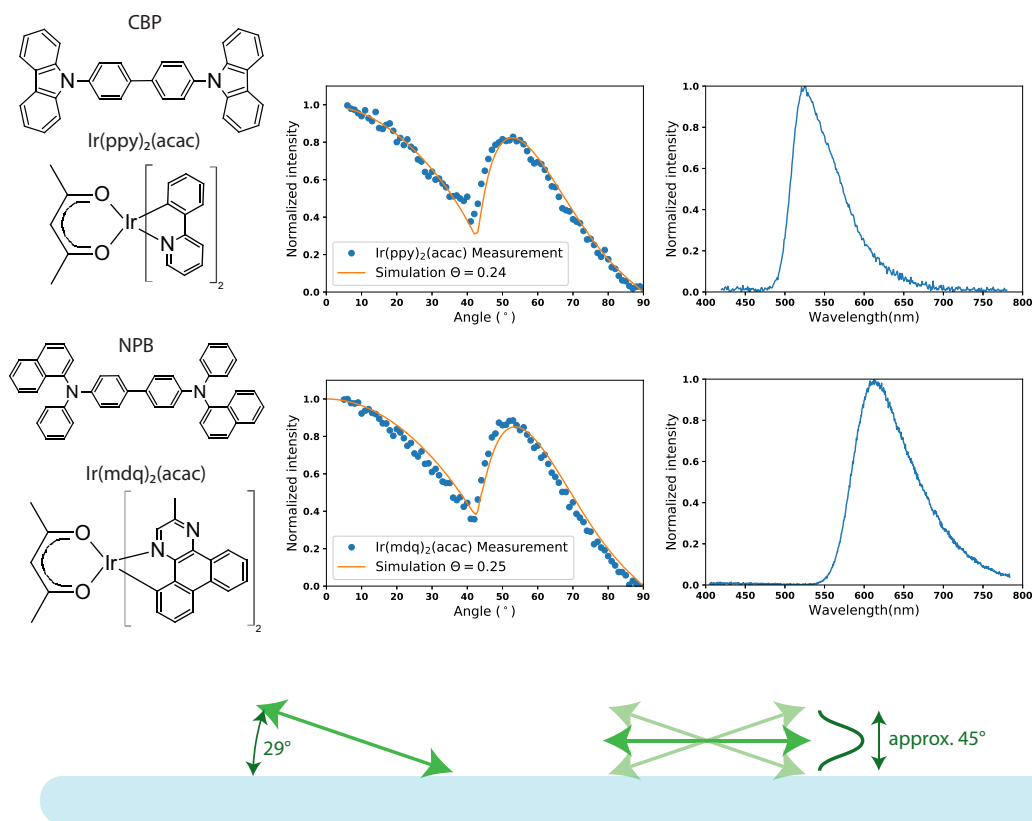 CBP
Ir(ppy)₂(acac)
O
O
Ir
N
2
N
N
NPB
N
N
Ir(mdq)₂(acac)
O
O
Ir
N
N
2
Normalized intensity
1.0
0.8
0.6
0.4
0.2
0.0
Ir(ppy)₂(acac) Measurement
Simulation Θ = 0.24
0 10 20 30 40 50 60 70 80 90
Angle (°)
Normalized intensity
1.0
0.8
0.6
0.4
0.2
0.0
400 450 500 550 600 650 700 750 800
Wavelength(nm)
Normalized intensity
1.0
0.8
0.6
0.4
0.2
0.0
Ir(mdq)₂(acac) Measurement
Simulation Θ = 0.25
0 10 20 30 40 50 60 70 80 90
Angle (°)
Normalized intensity
1.0
0.8
0.6
0.4
0.2
0.0
400 450 500 550 600 650 700 750 800
Wavelength(nm)
29°
approx. 45°